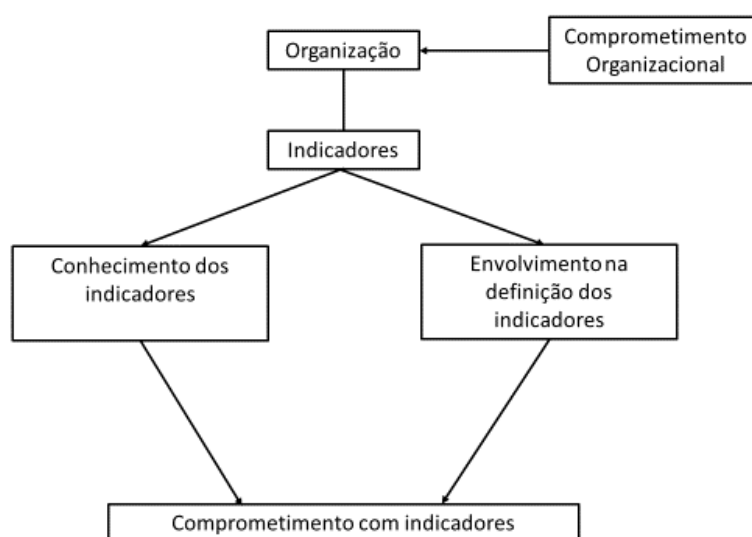 Organização
Comprometimento
Organizacional
Indicadores
Conhecimento dos
indicadores
Envolvimento na
definição dos
indicadores
Comprometimento com indicadores